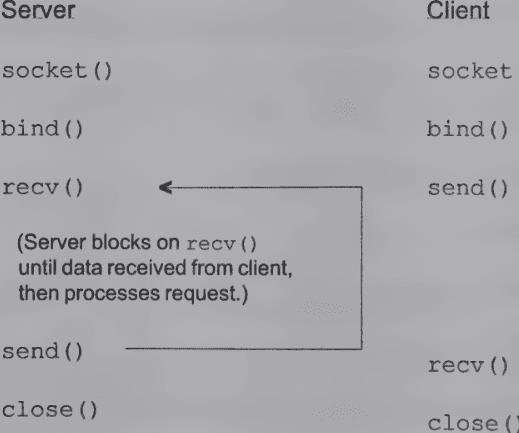 Server Client
socket() socket
bind() bind()
recv() send()
(Server blocks on recv()
until data received from client,
then processes request.)
send()
recv()
close()
close()